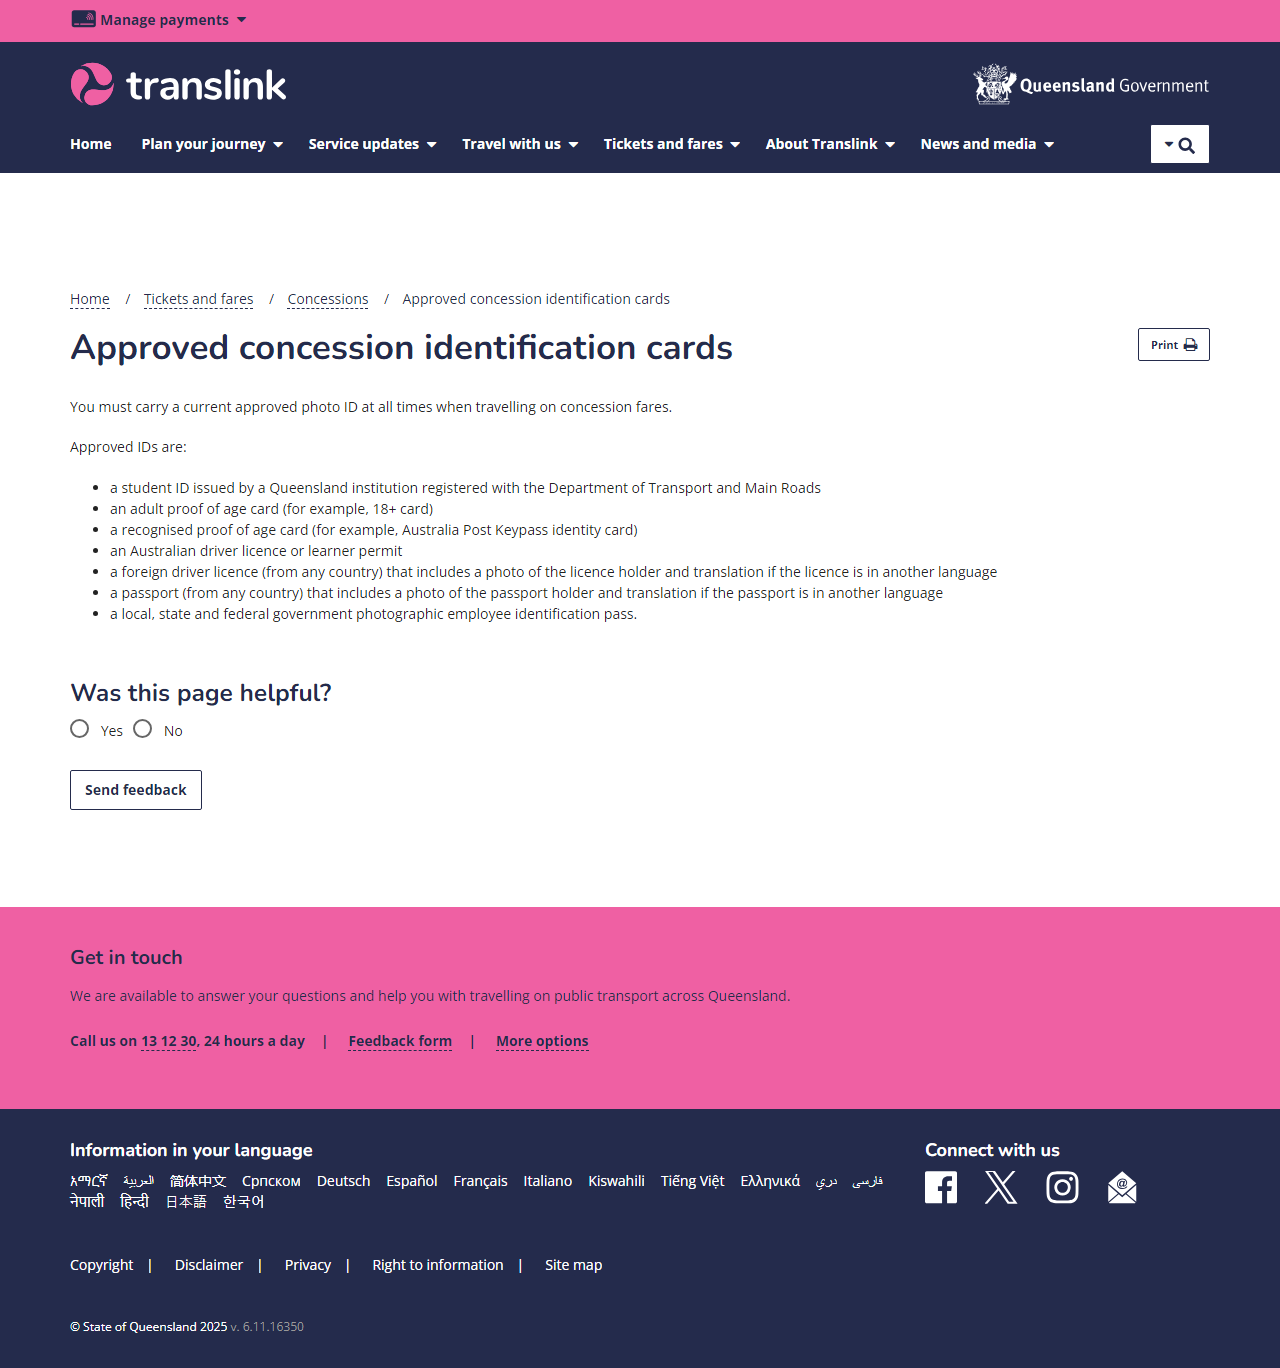 Manage payments
translink
Queensland Government
Home Plan your journey Service updates Travel with us Tickets and fares About Translink News and media
Home / Tickets and fares / Concessions / Approved concession identification cards
Approved concession identification cards
Print
You must carry a current approved photo ID at all times when travelling on concession fares.
Approved IDs are:
• a student ID issued by a Queensland institution registered with the Department of Transport and Main Roads
• an adult proof of age card (for example, 18+ card)
• a recognised proof of age card (for example, Australia Post Keypass identity card)
• an Australian driver licence or learner permit
• a foreign driver licence (from any country) that includes a photo of the licence holder and translation if the licence is in another language
• a passport (from any country) that includes a photo of the passport holder and translation if the passport is in another language
• a local, state and federal government photographic employee identification pass.
Was this page helpful?
Yes No
Send feedback
Get in touch
We are available to answer your questions and help you with travelling on public transport across Queensland.
Call us on 13 12 30, 24 hours a day | Feedback form | More options
Information in your language
አማርኛ العربية 简体中文 Српском Deutsch Español Français Italiano Kiswahili Tiếng Việt Ελληνικά دري فارسی
नेपाली हिन्दी 日本語 한국어
Connect with us
Copyright | Disclaimer | Privacy | Right to information | Site map
© State of Queensland 2025 v. 6.11.16350